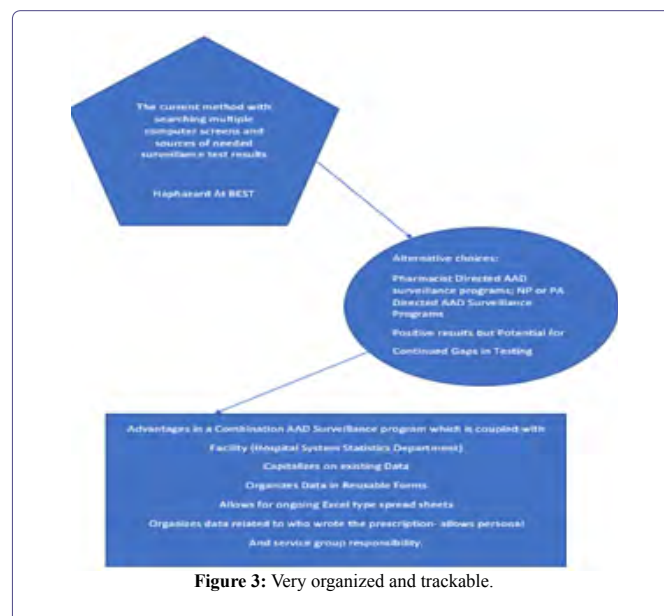 The current method with
searching multiple
computer screens and
sources of needed
surveillance test results
Haphazard At BEST
Alternative choices:
Pharmacist Directed AAD
surveillance programs; NP or PA
Directed AAD Surveillance
Programs
Positive results but Potential for
Continued Gaps in Testing
Advantages in a Combination AAD Surveillance program which is coupled with
Facility (Hospital System Statistics Department)
Capitalizes on existing Data
Organizes Data in Reusable Forms
Allows for ongoing Excel type spread sheets
Organizes data related to who wrote the prescription- allows personal
And service group responsibility.
Figure 3: Very organized and trackable.